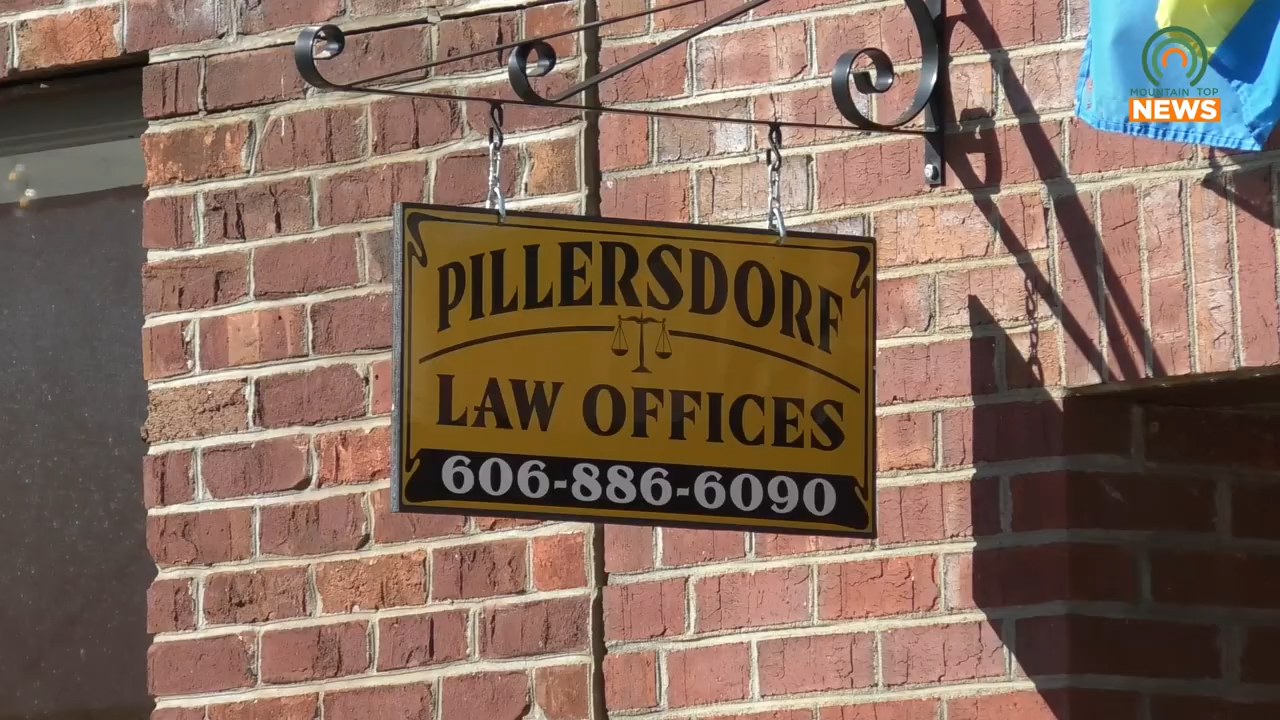 MOUNTAIN TOP
NEWS
PILLERSDORF
LAW OFFICES
606-886-6090